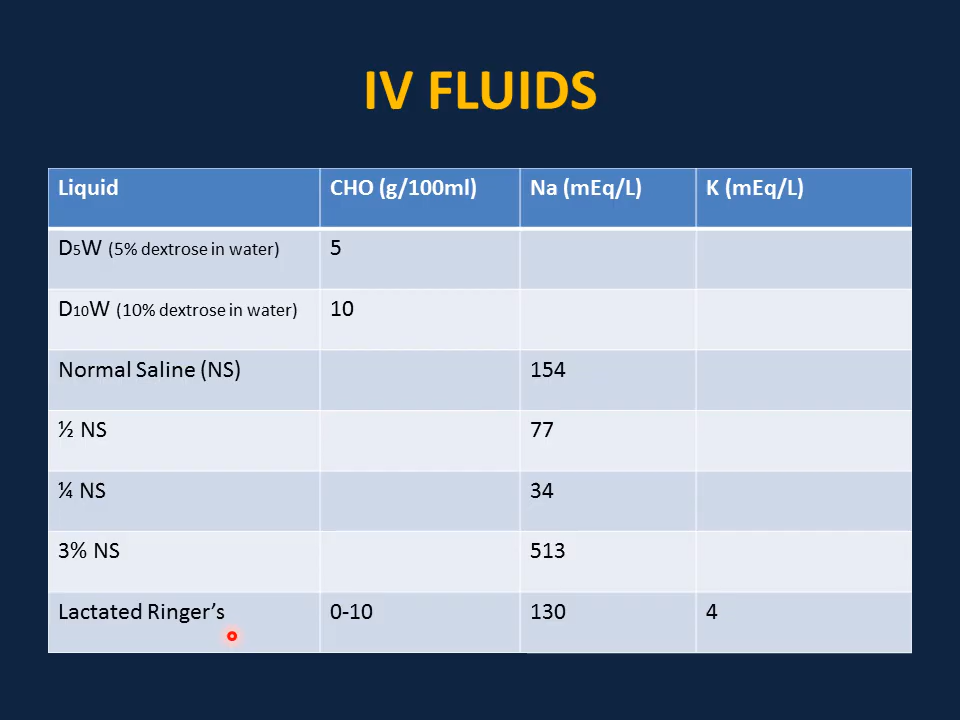 IV FLUIDS
Liquid CHO (g/100ml) Na (mEq/L) K (mEq/L)
D5W (5% dextrose in water) 5
D10W (10% dextrose in water) 10
Normal Saline (NS) 154
½ NS 77
¼ NS 34
3% NS 513
Lactated Ringer’s 0-10 130 4